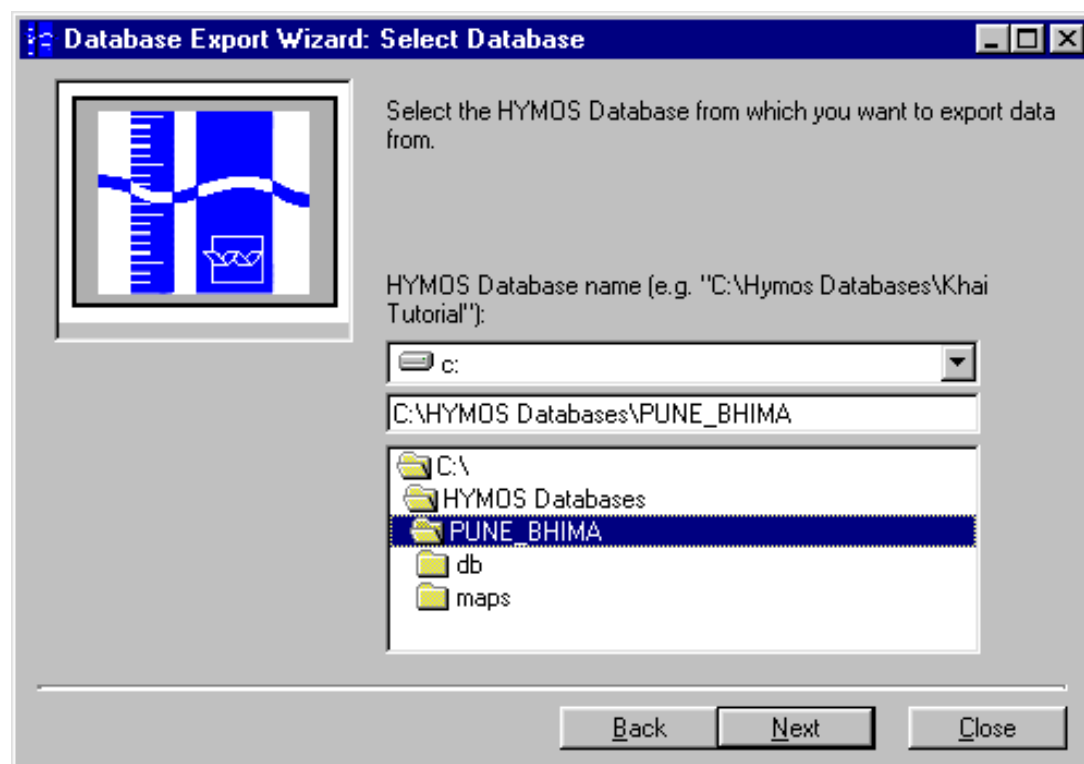 Database Export Wizard: Select Database
Select the HYMOS Database from which you want to export data
from.
HYMOS Database name (e.g. "C:\Hymos Databases\Khai
Tutorial"):
c:
C:\HYMOS Databases\PUNE_BHIMA
C:\
HYMOS Databases
PUNE_BHIMA
db
maps
Back Next Close